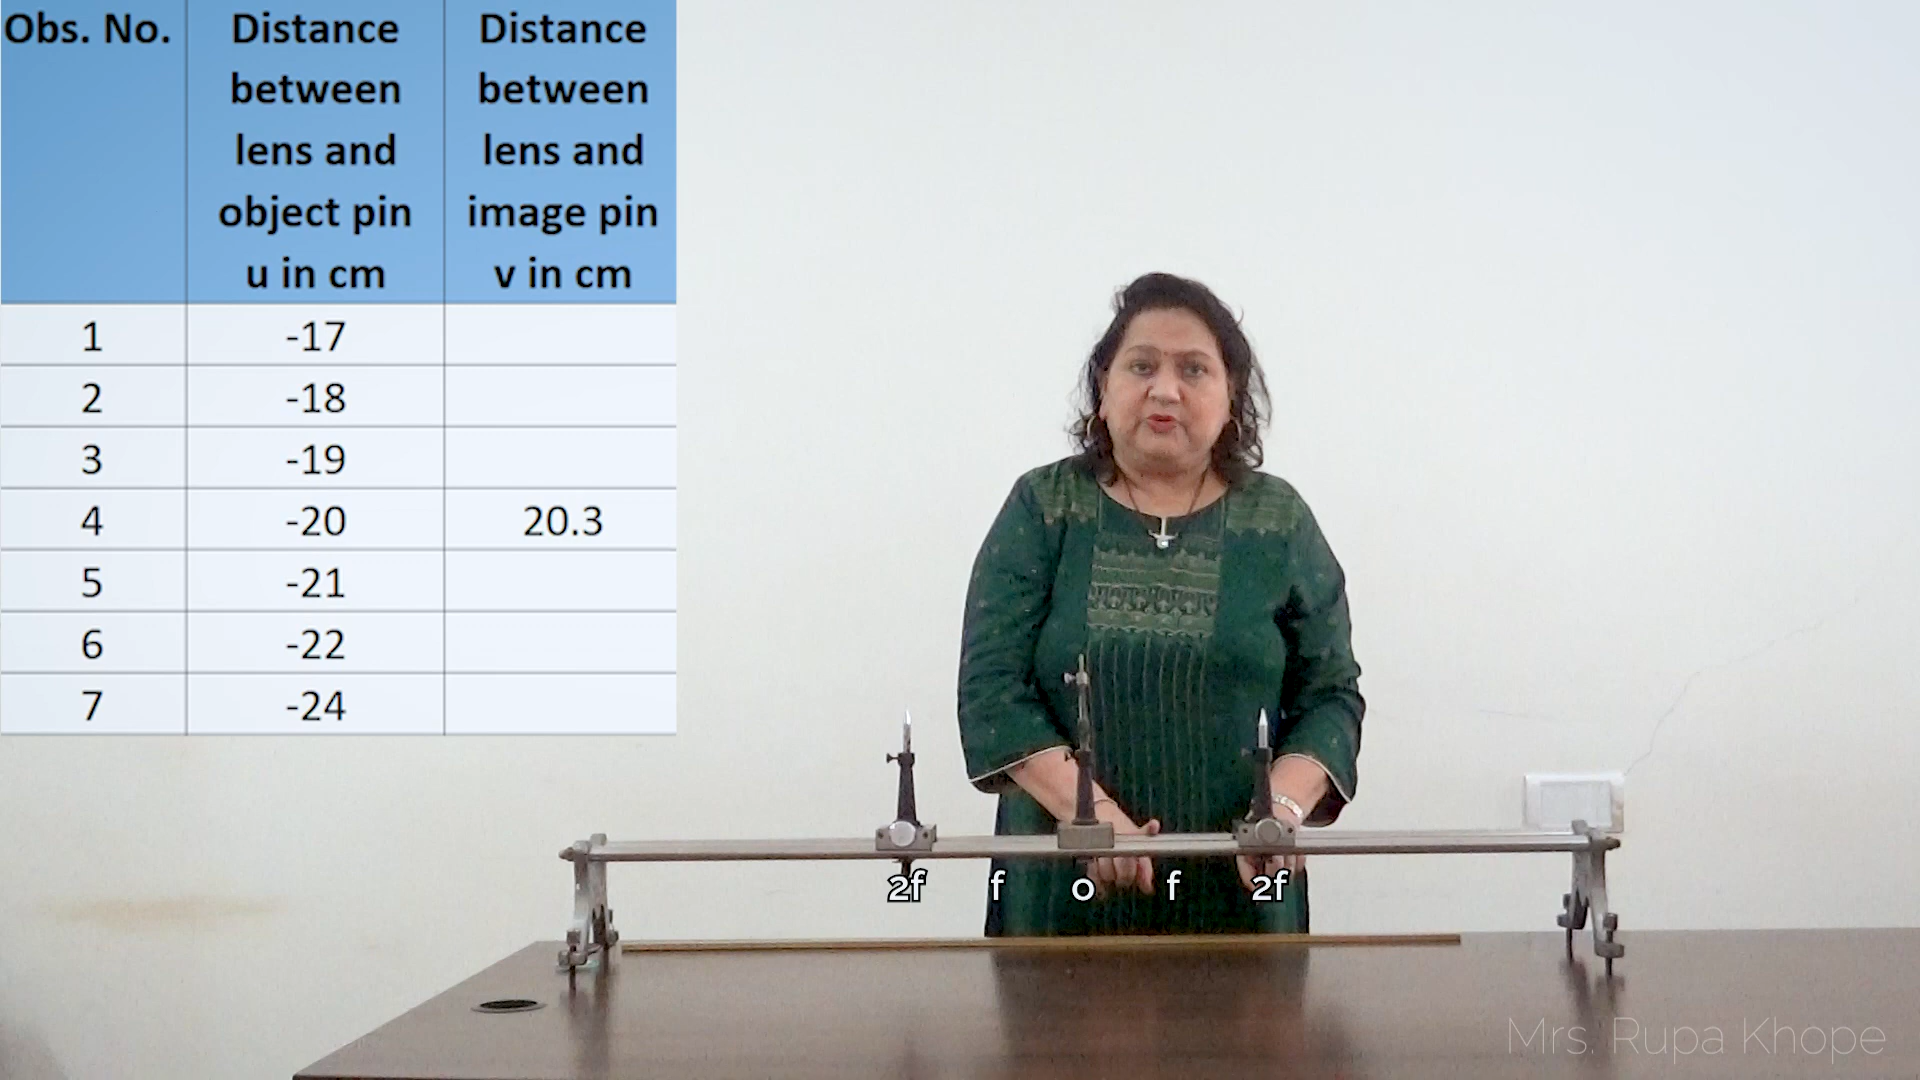 Obs. No.
Distance
between
lens and
object pin
u in cm
Distance
between
lens and
image pin
v in cm
1 -17
2 -18
3 -19
4 -20 20.3
5 -21
6 -22
7 -24
2f f o f 2f
Mrs. Rupa Khope